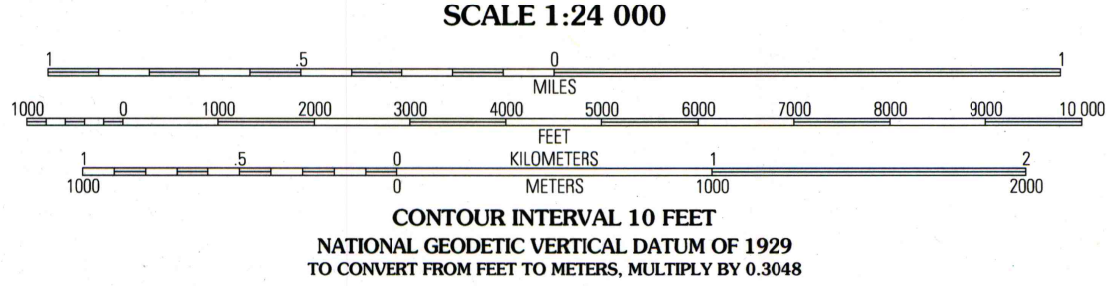 SCALE 1:24 000
1 .5 0 1
MILES
1000 0 1000 2000 3000 4000 5000 6000 7000 8000 9000 10 000
FEET
1 .5 0 KILOMETERS 1 2
1000 0 METERS 1000 2000
CONTOUR INTERVAL 10 FEET
NATIONAL GEODETIC VERTICAL DATUM OF 1929
TO CONVERT FROM FEET TO METERS, MULTIPLY BY 0.3048